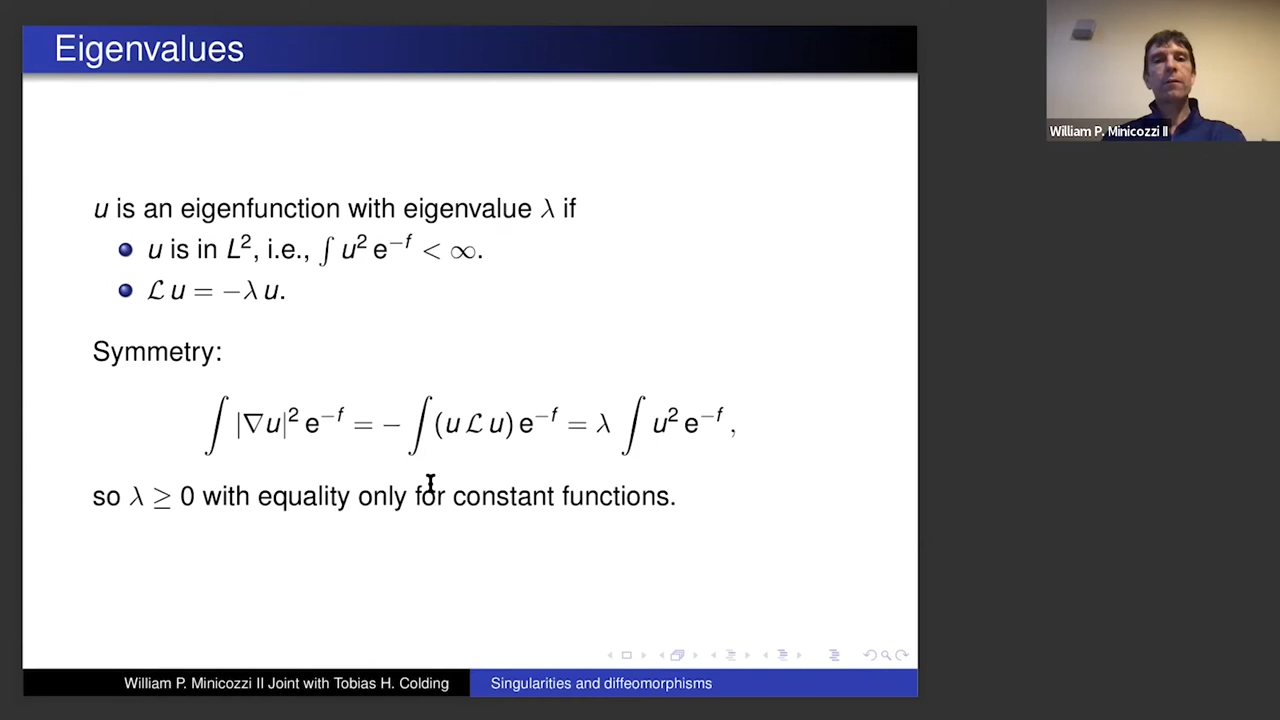 Eigenvalues
u is an eigenfunction with eigenvalue λ if
u is in L², i.e., ∫ u² e⁻ᶠ < ∞.
ℒ u = −λ u.
Symmetry:
∫ |∇u|² e⁻ᶠ = − ∫ (u ℒ u) e⁻ᶠ = λ ∫ u² e⁻ᶠ ,
so λ ≥ 0 with equality only for constant functions.
William P. Minicozzi II Joint with Tobias H. Colding
Singularities and diffeomorphisms
William P. Minicozzi II